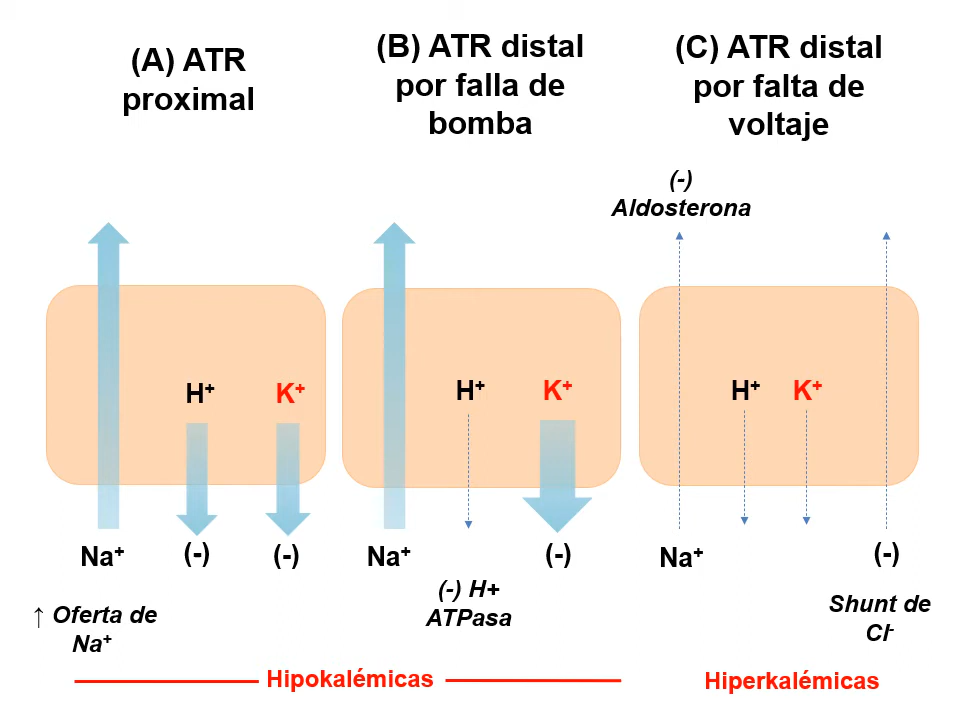 (A) ATR
proximal
(B) ATR distal
por falla de
bomba
(C) ATR distal
por falta de
voltaje
(-)
Aldosterona
H⁺
K⁺
H⁺
K⁺
H⁺
K⁺
Na⁺
(-)
(-)
Na⁺
(-)
Na⁺
(-)
↑ Oferta de
Na⁺
(-) H+
ATPasa
Shunt de
Cl⁻
Hipokalémicas
Hiperkalémicas